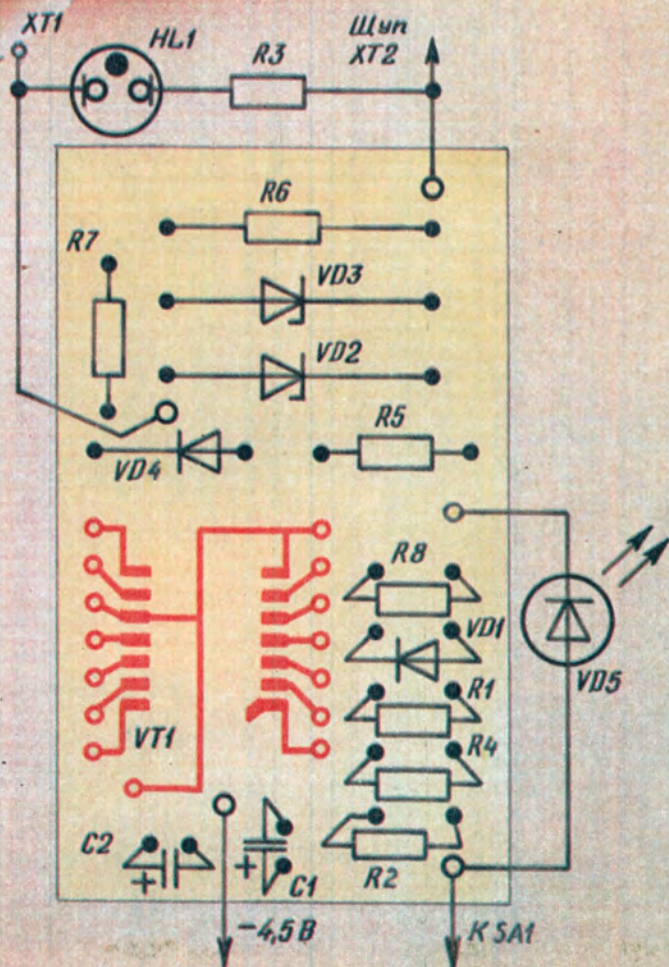 XT1
HL1
R3
Щуп
XT2
R6
R7
VD3
VD2
R5
VD4
R8
VD1
VD5
R1
VT1
R4
C2
+
+
C1
R2
-4,5 В
К SA1